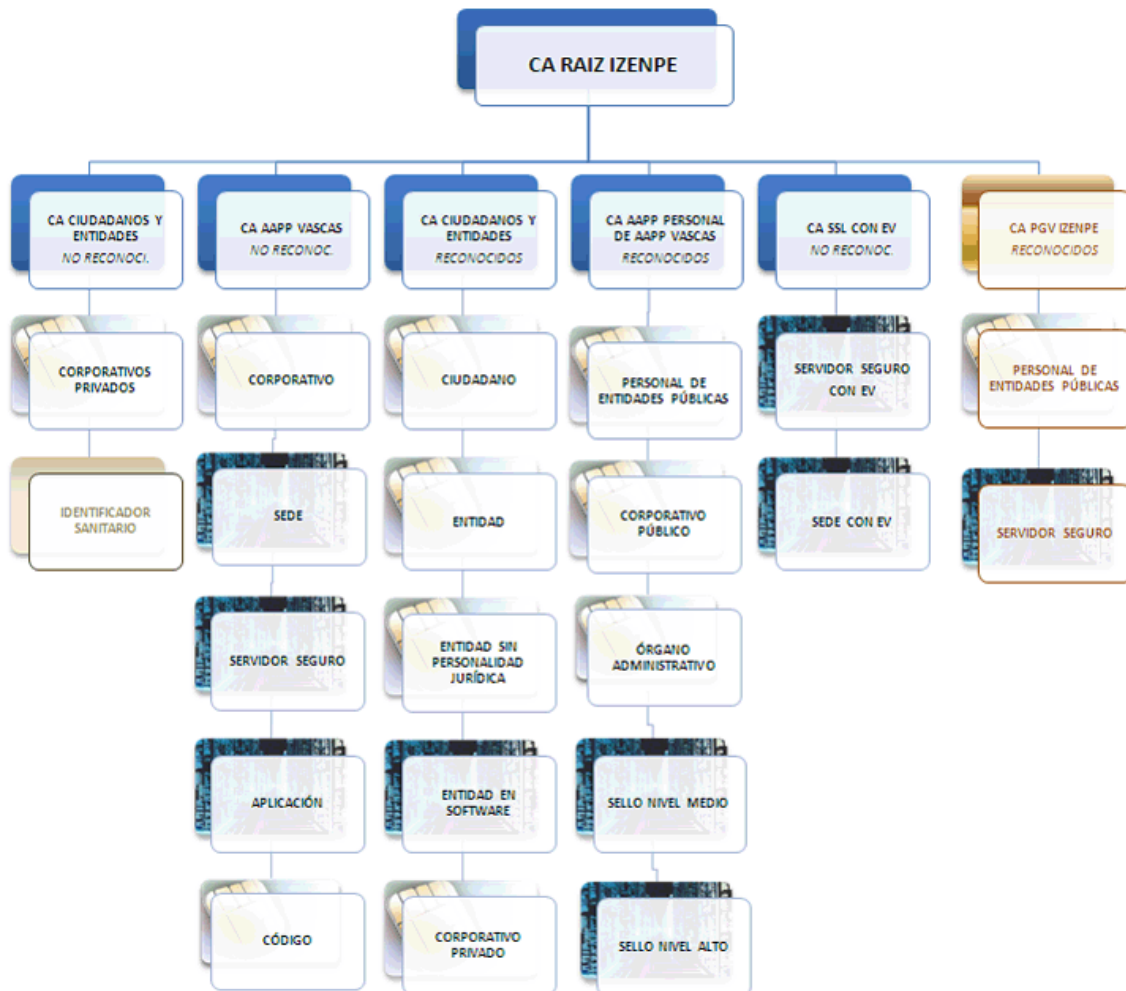 CA RAIZ IZENPE
CA CIUDADANOS Y
ENTIDADES
NO RECONOCI.
CORPORATIVOS
PRIVADOS
IDENTIFICADOR
SANITARIO
CA AAPP VASCAS
NO RECONOC.
CORPORATIVO
SEDE
SERVIDOR SEGURO
APLICACIÓN
CÓDIGO
CA CIUDADANOS Y
ENTIDADES
RECONOCIDOS
CIUDADANO
ENTIDAD
ENTIDAD SIN
PERSONALIDAD
JURÍDICA
ENTIDAD EN
SOFTWARE
CORPORATIVO
PRIVADO
CA AAPP PERSONAL
DE AAPP VASCAS
RECONOCIDOS
PERSONAL DE
ENTIDADES PÚBLICAS
CORPORATIVO
PÚBLICO
ÓRGANO
ADMINISTRATIVO
SELLO NIVEL MEDIO
SELLO NIVEL ALTO
CA SSL CON EV
NO RECONOC.
SERVIDOR SEGURO
CON EV
SEDE CON EV
CA PGV IZENPE
RECONOCIDOS
PERSONAL DE
ENTIDADES PÚBLICAS
SERVIDOR SEGURO